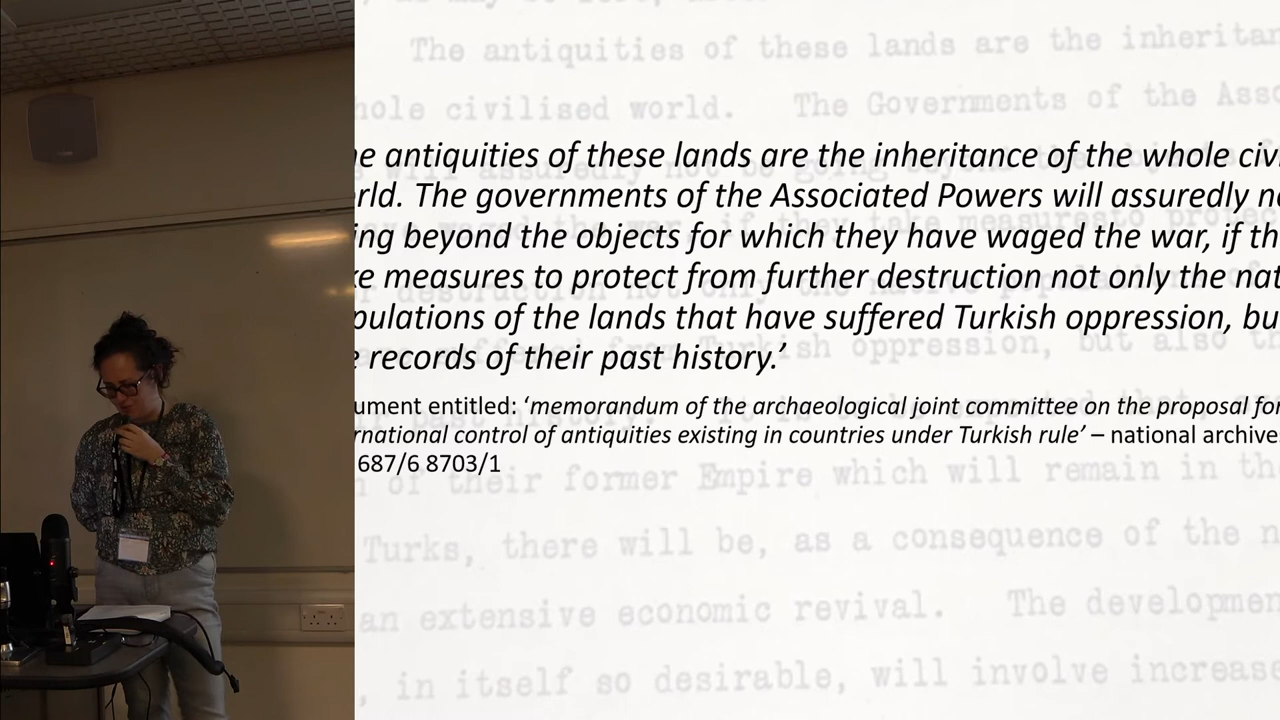 The antiquities of these lands are the inheritan
hole civilised world. The Governments of the Asso
e antiquities of these lands are the inheritance of the whole civi
rld. The governments of the Associated Powers will assuredly no
ing beyond the objects for which they have waged the war, if th
ke measures to protect from further destruction not only the nat
pulations of the lands that have suffered Turkish oppression, bu
e records of their past history.’
ument entitled: ‘memorandum of the archaeological joint committee on the proposal for
rnational control of antiquities existing in countries under Turkish rule’ – national archive
687/6 8703/1
of their former Empire which will remain in th
Turks, there will be, as a consequence of the n
an extensive economic revival. The developmen
, in itself so desirable, will involve increas